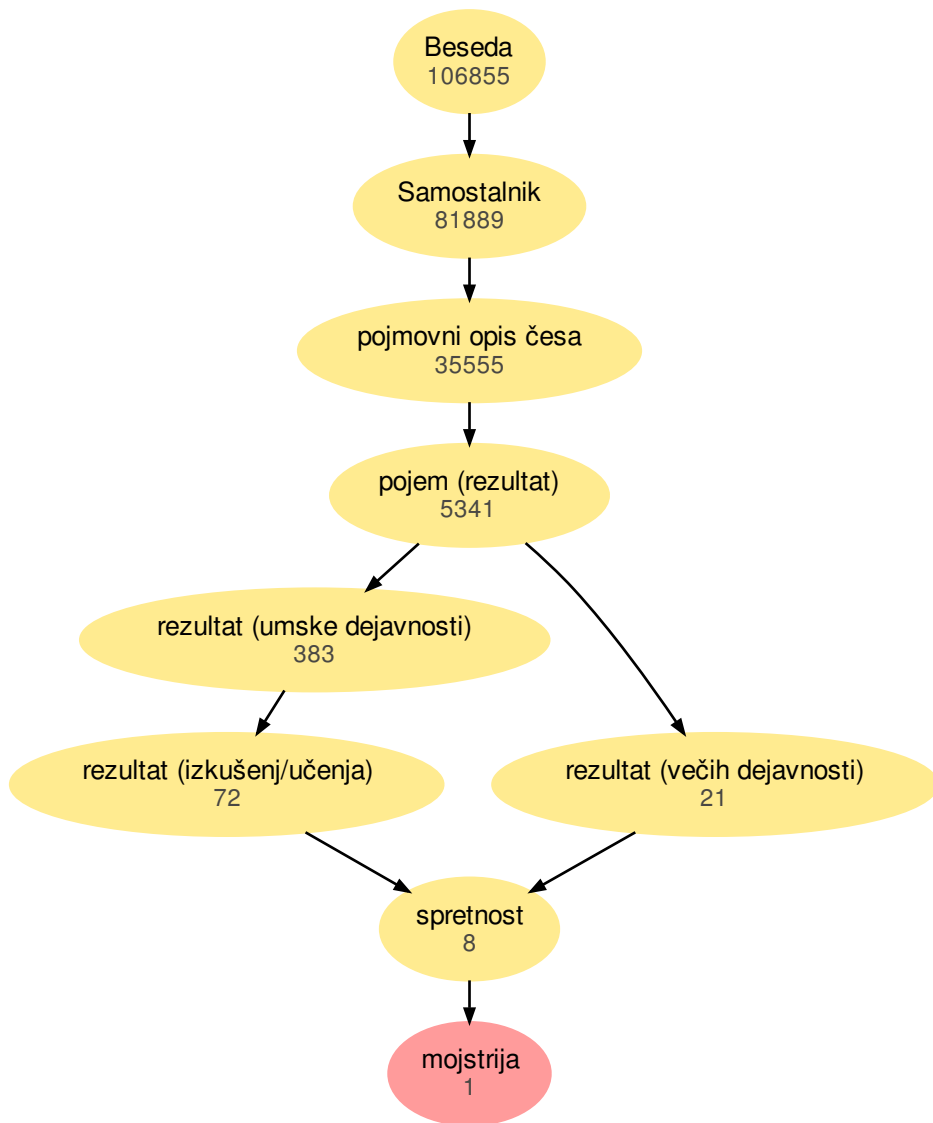 Beseda
106855
Samostalnik
81889
pojmovni opis česa
35555
pojem (rezultat)
5341
rezultat (umske dejavnosti)
383
rezultat (izkušenj/učenja)
72
rezultat (večih dejavnosti)
21
spretnost
8
mojstrija
1